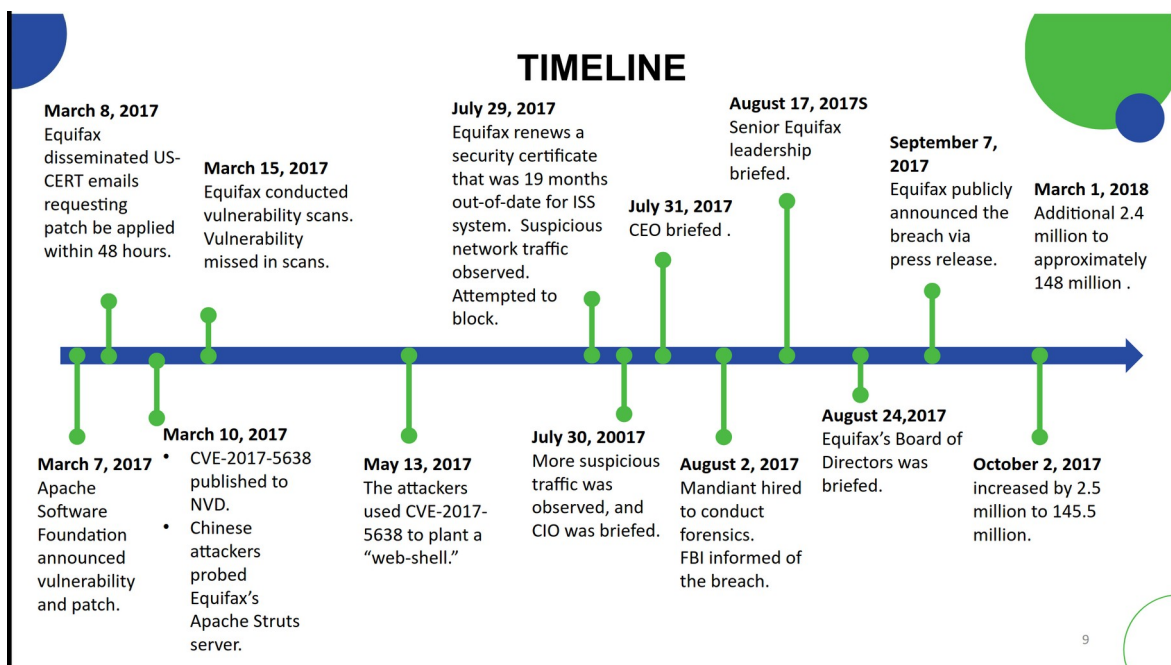 TIMELINE
March 8, 2017
Equifax
disseminated US-
CERT emails
requesting
patch be applied
within 48 hours.
March 15, 2017
Equifax conducted
vulnerability scans.
Vulnerability
missed in scans.
July 29, 2017
Equifax renews a
security certificate
that was 19 months
out-of-date for ISS
system.  Suspicious
network traffic
observed.
Attempted to
block.
July 31, 2017
CEO briefed .
August 17, 2017S
Senior Equifax
leadership
briefed.
September 7,
2017
Equifax publicly
announced the
breach via
press release.
March 1, 2018
Additional 2.4
million to
approximately
148 million .
March 7, 2017
Apache
Software
Foundation
announced
vulnerability
and patch.
March 10, 2017
• CVE-2017-5638
published to
NVD.
• Chinese
attackers
probed
Equifax's
Apache Struts
server.
May 13, 2017
The attackers
used CVE-2017-
5638 to plant a
“web-shell.”
July 30, 20017
More suspicious
traffic was
observed, and
CIO was briefed.
August 2, 2017
Mandiant hired
to conduct
forensics.
FBI informed of
the breach.
August 24,2017
Equifax's Board of
Directors was
briefed.
October 2, 2017
increased by 2.5
million to 145.5
million.
9